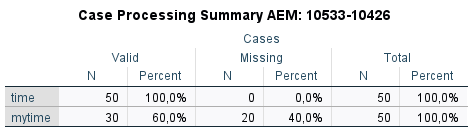 Case Processing Summary AEM: 10533-10426
Cases
Valid Missing Total
N Percent N Percent N Percent
time 50 100,0% 0 0,0% 50 100,0%
mytime 30 60,0% 20 40,0% 50 100,0%